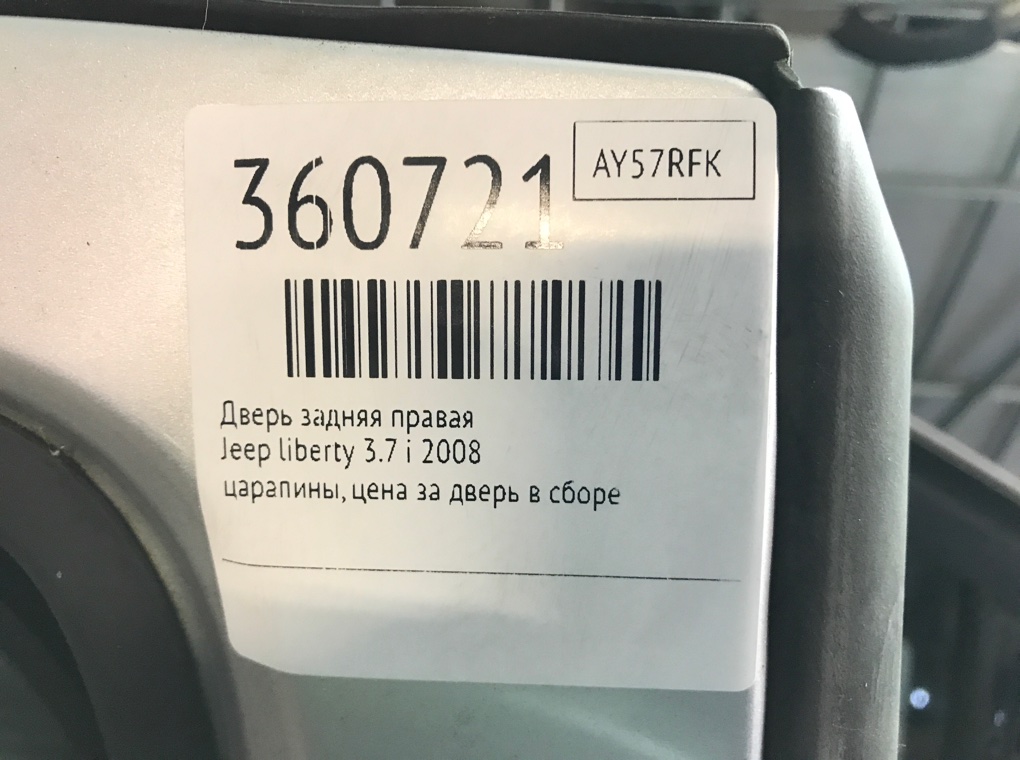 360721
AY57RFK
Дверь задняя правая
Jeep liberty 3.7 i 2008
царапины, цена за дверь в сборе